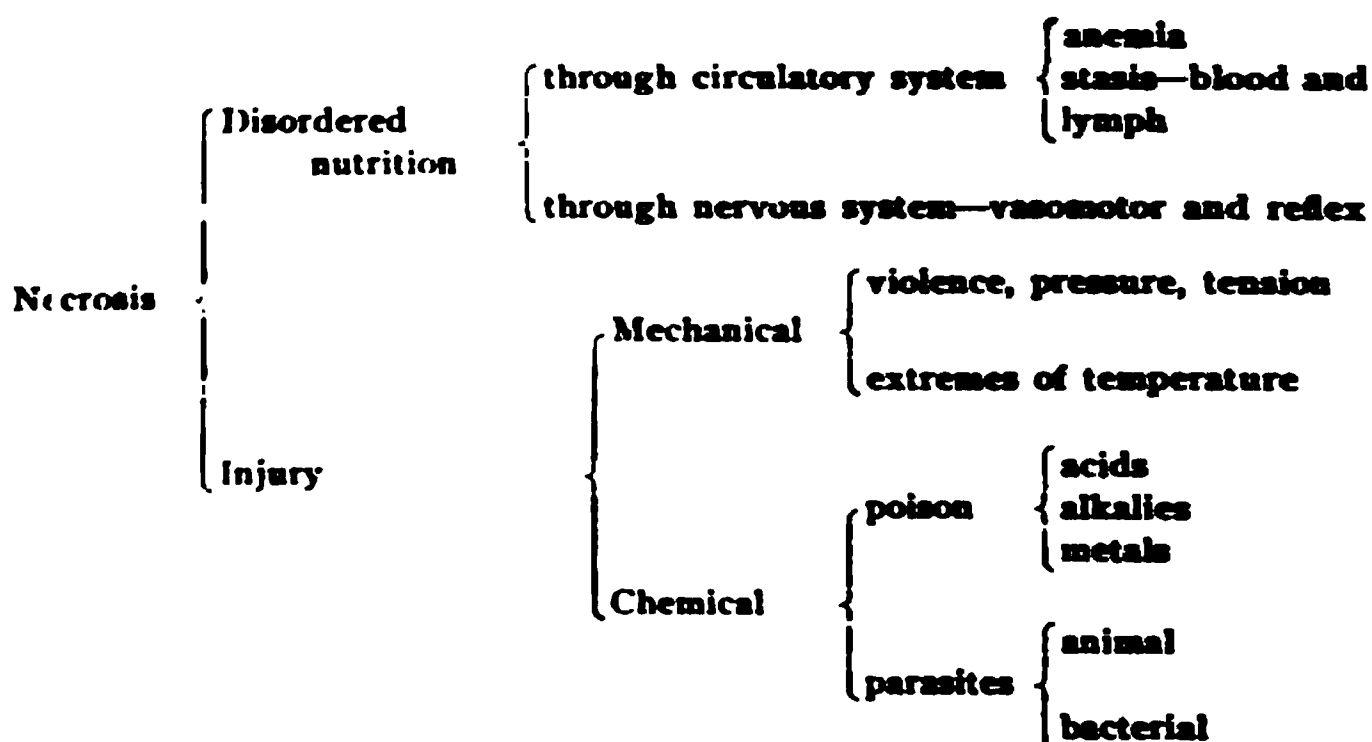 anemia
through circulatory system stasis—blood and
lymph
Disordered
nutrition
through nervous system—vasomotor and reflex
Necrosis
violence, pressure, tension
Mechanical
extremes of temperature
Injury
acids
poison alkalies
metals
Chemical
animal
parasites
bacterial